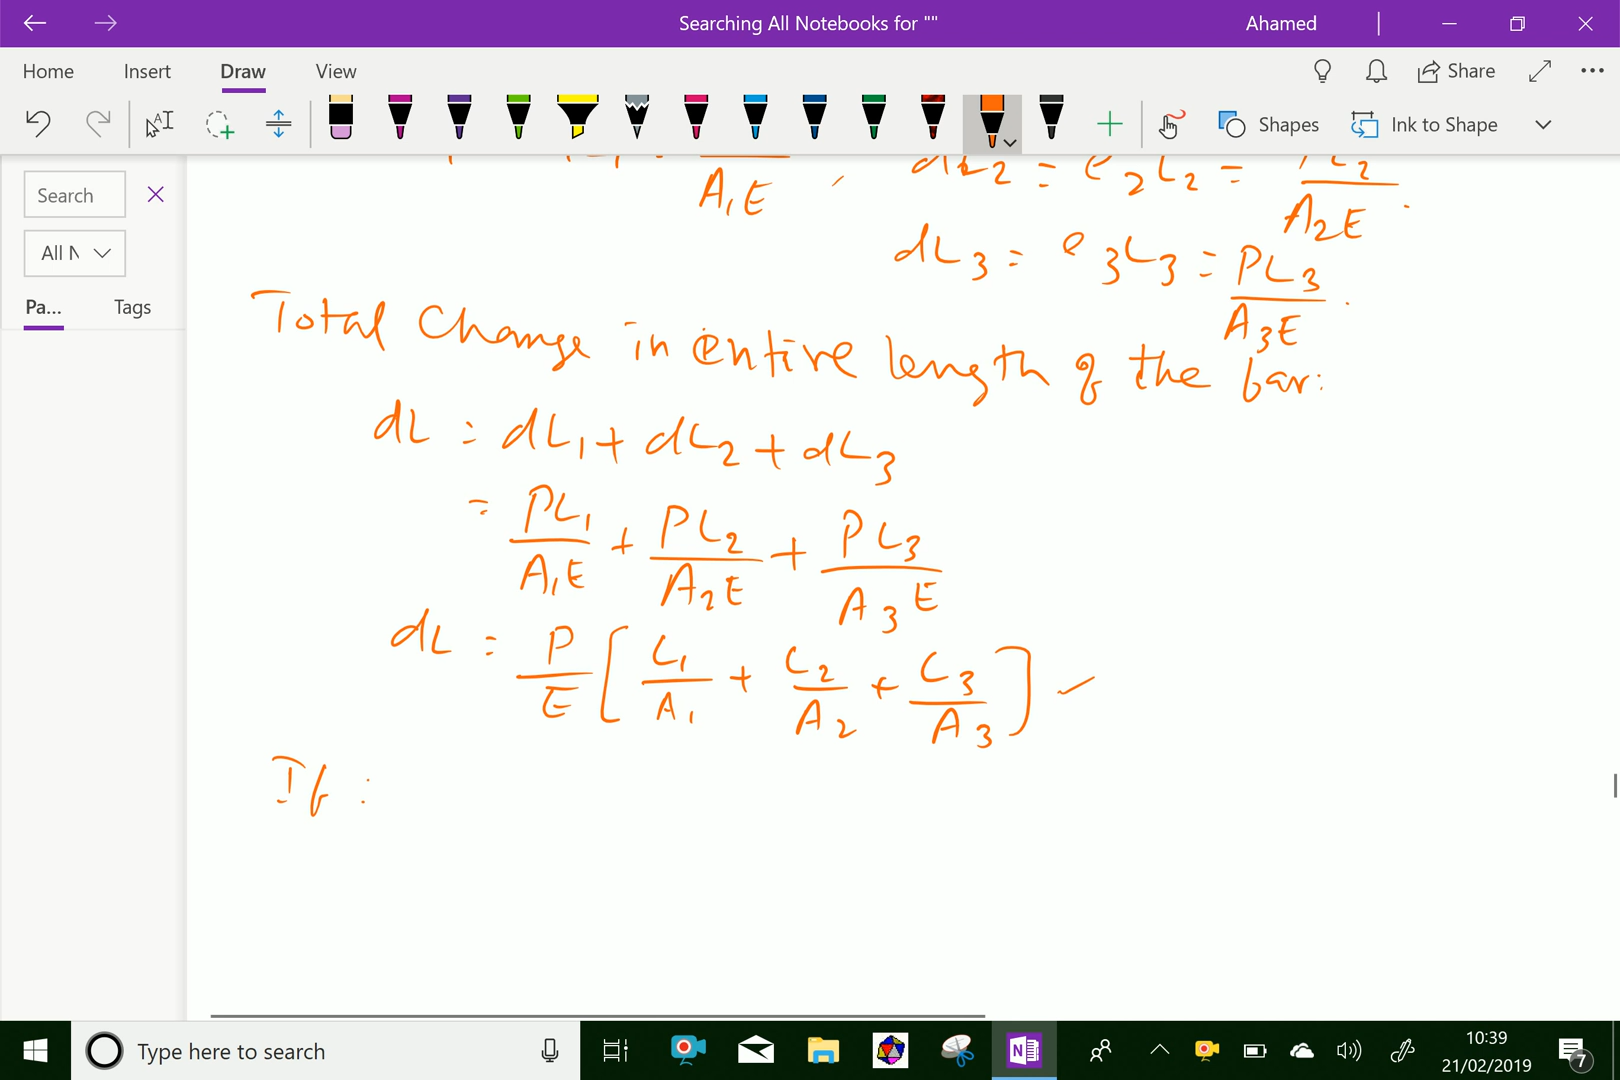 Searching All Notebooks for ""
Ahamed
Home Insert Draw View
Share
Shapes
Ink to Shape
Search
All N
Pa... Tags
A₁E
dL₂ = e₂L₂ =
A₂E
dL₃ = e₃L₃ = PL₃ / A₃E
Total Change in entire length of the bar:
dL = dL₁ + dL₂ + dL₃
= PL₁/A₁E + PL₂/A₂E + PL₃/A₃E
dL = P/E [ L₁/A₁ + L₂/A₂ + L₃/A₃ ]
If :
Type here to search
N
10:39
21/02/2019
7